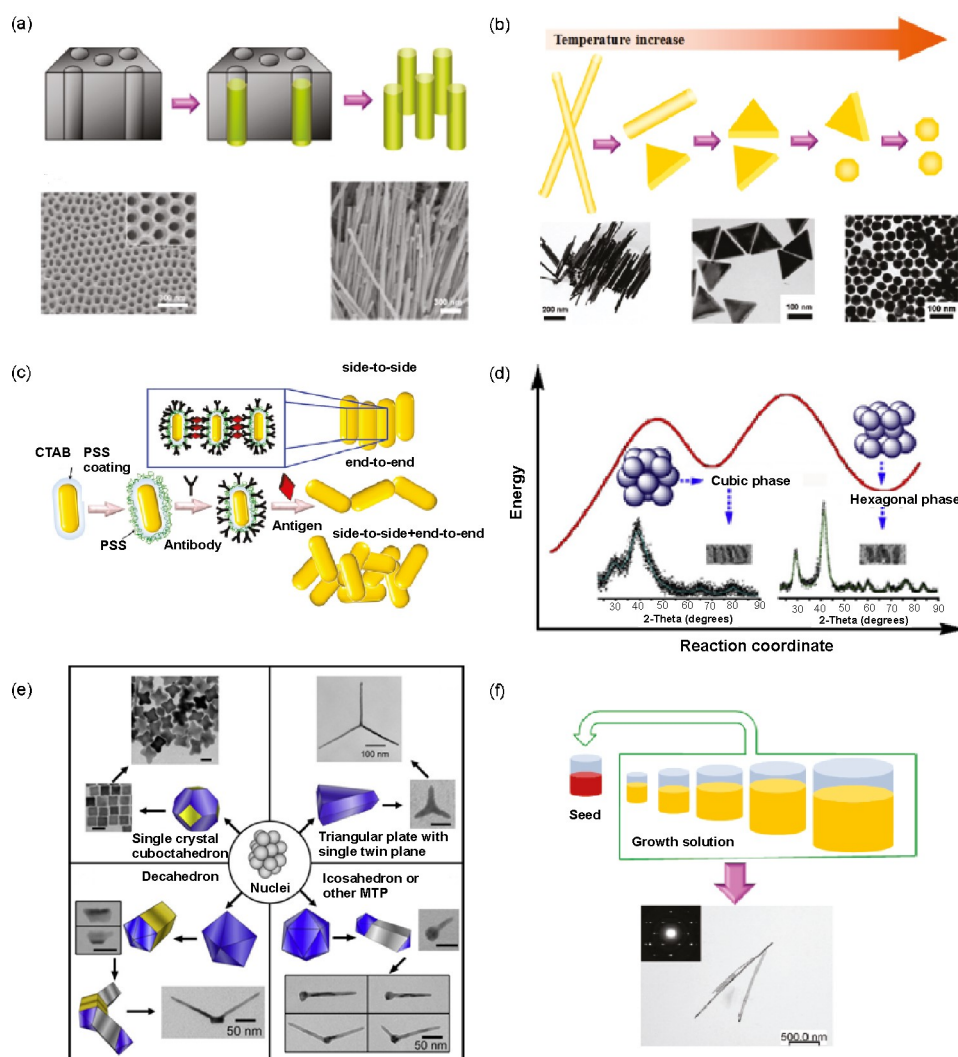 (a)
300 nm
300 nm
(b)
Temperature increase
200 nm
100 nm
100 nm
(c)
side-to-side
end-to-end
CTAB
PSS
coating
PSS
Antibody
Antigen
side-to-side+end-to-end
(d)
Energy
Cubic phase
Hexagonal phase
30 40 50 60 70 80 90
2-Theta (degrees)
30 40 50 60 70 80 90
2-Theta (degrees)
Reaction coordinate
(e)
100 nm
Single crystal
cuboctahedron
Triangular plate with
single twin plane
Nuclei
Decahedron
Icosahedron or
other MTP
50 nm
50 nm
(f)
Seed
Growth solution
500.0 nm